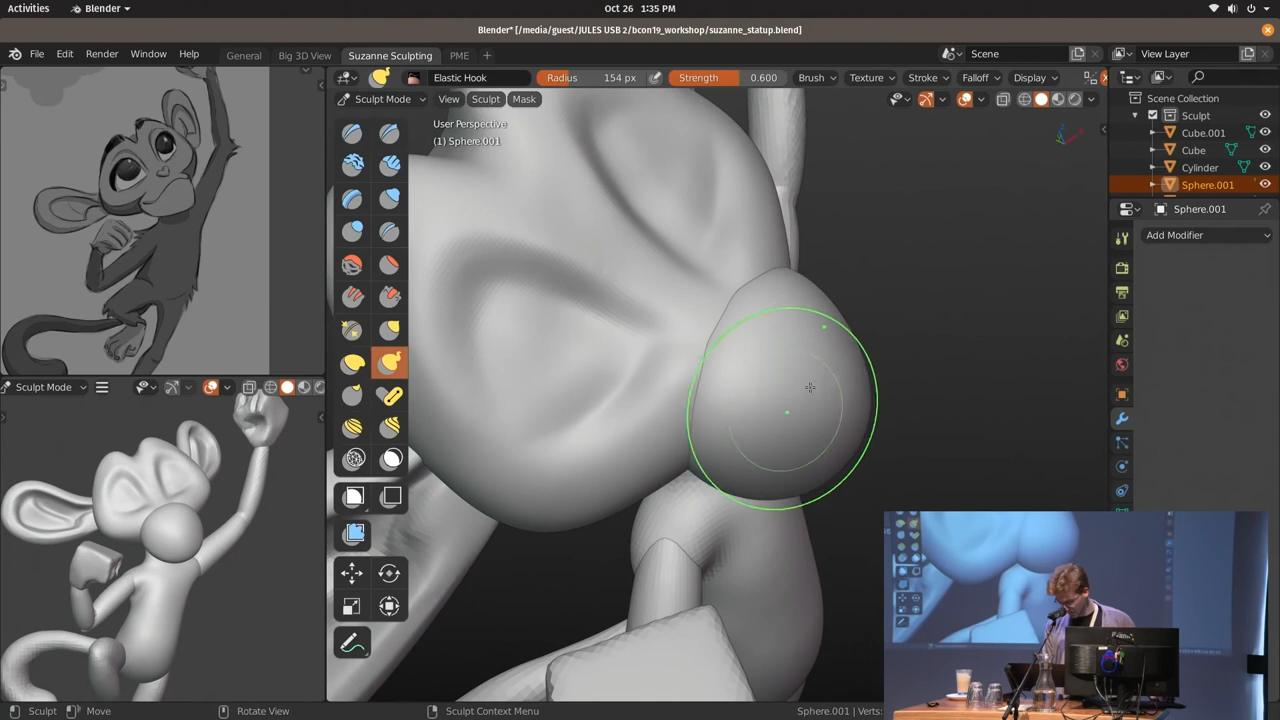 Activities Blender Oct 26 1:35 PM
Blender* [/media/guest/JULES USB 2/bcon19_workshop/suzanne_statup.blend]
File Edit Render Window Help General Big 3D View Suzanne Sculpting PME Scene View Layer
Elastic Hook Radius 154 px Strength 0.600 Brush Texture Stroke Falloff Display
Sculpt Mode View Sculpt Mask
Scene Collection
Sculpt
Cube.001
Cube
Cylinder
Sphere.001
User Perspective
(1) Sphere.001
Sphere.001
Add Modifier
Sculpt Mode
Sculpt Move Rotate View Sculpt Context Menu Sphere.001 | Verts: